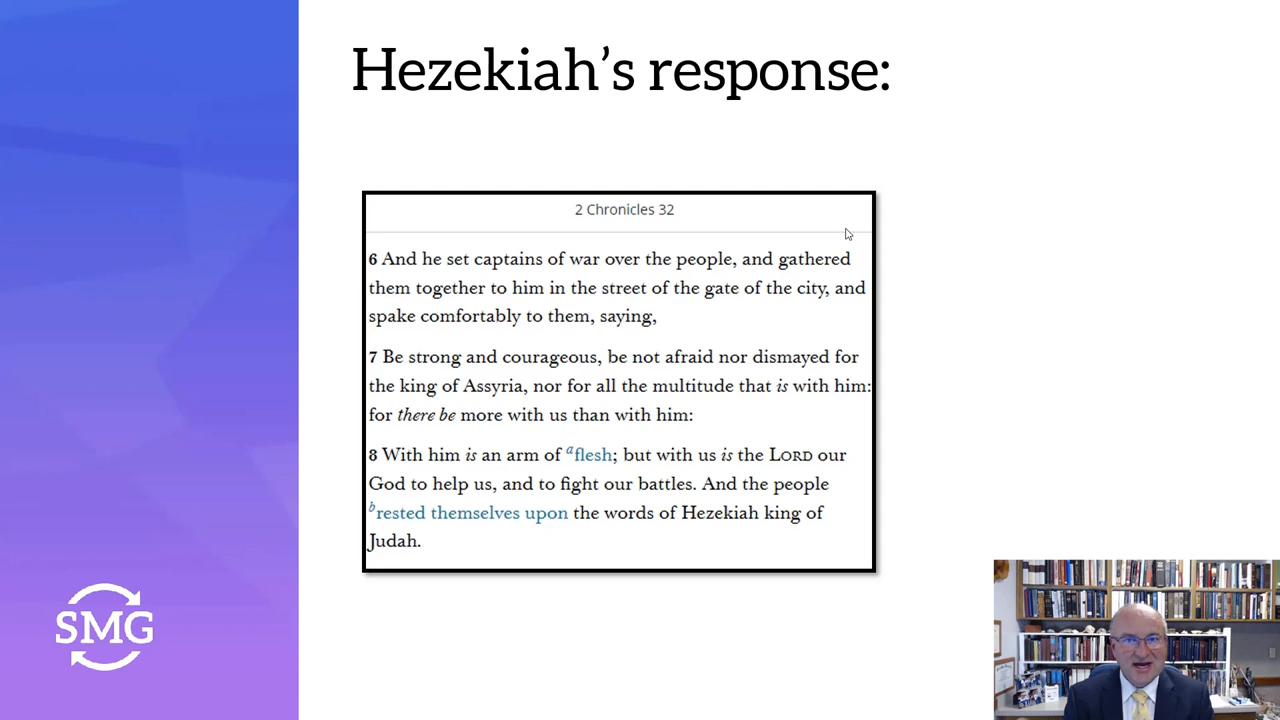 Hezekiah’s response:
2 Chronicles 32
6 And he set captains of war over the people, and gathered
them together to him in the street of the gate of the city, and
spake comfortably to them, saying,
7 Be strong and courageous, be not afraid nor dismayed for
the king of Assyria, nor for all the multitude that is with him:
for there be more with us than with him:
8 With him is an arm of a flesh; but with us is the LORD our
God to help us, and to fight our battles. And the people
b rested themselves upon the words of Hezekiah king of
Judah.
SMG